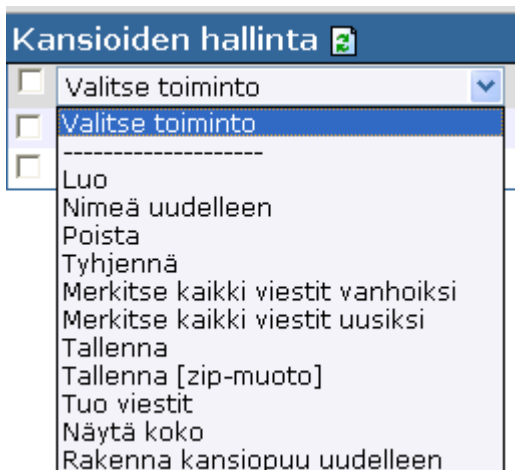 Kansioiden hallinta
Valitse toiminto
Valitse toiminto
--------------------
Luo
Nimeä uudelleen
Poista
Tyhjennä
Merkitse kaikki viestit vanhoiksi
Merkitse kaikki viestit uusiksi
Tallenna
Tallenna [zip-muoto]
Tuo viestit
Näytä koko
Rakenna kansiopuu uudelleen